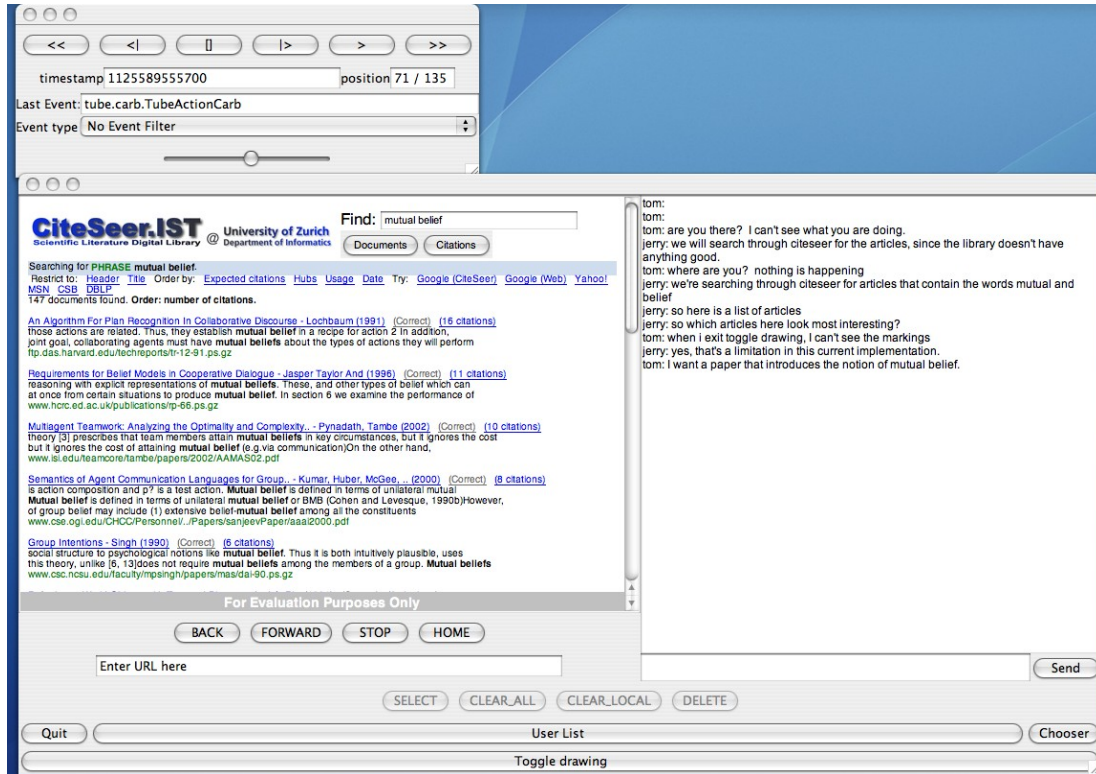 << <| [] |> > >>
timestamp 1125589555700 position 71 / 135
Last Event: tube.carb.TubeActionCarb
Event type No Event Filter
CiteSeer.IST @ University of Zurich
Scientific Literature Digital Library Department of Informatics
Find: mutual belief
Documents Citations
Searching for PHRASE mutual belief.
Restrict to: Header Title Order by: Expected citations Hubs Usage Date Try: Google (CiteSeer) Google (Web) Yahoo!
MSN CSB DBLP
147 documents found. Order: number of citations.
An Algorithm For Plan Recognition In Collaborative Discourse - Lochbaum (1991) (Correct) (16 citations)
those actions are related. Thus, they establish mutual belief in a recipe for action 2 In addition,
joint goal, collaborating agents must have mutual beliefs about the types of actions they will perform
ftp.das.harvard.edu/techreports/tr-12-91.ps.gz
Requirements for Belief Models in Cooperative Dialogue - Jasper Taylor And (1996) (Correct) (11 citations)
reasoning with explicit representations of mutual beliefs. These, and other types of belief which can
at once from certain situations to produce mutual belief. In section 6 we examine the performance of
www.hcrc.ed.ac.uk/publications/rp-66.ps.gz
Multiagent Teamwork: Analyzing the Optimality and Complexity.. - Pynadath, Tambe (2002) (Correct) (10 citations)
theory [3] prescribes that team members attain mutual beliefs in key circumstances, but it ignores the cost
but it ignores the cost of attaining mutual belief (e.g.via communication)On the other hand,
www.isi.edu/teamcore/tambe/papers/2002/AAMAS02.pdf
Semantics of Agent Communication Languages for Group.. - Kumar, Huber, McGee, .. (2000) (Correct) (8 citations)
is action composition and p? is a test action. Mutual belief is defined in terms of unilateral mutual
Mutual belief is defined in terms of unilateral mutual belief or BMB (Cohen and Levesque, 1990b)However,
of group belief may include (1) extensive belief-mutual belief among all the constituents
www.cse.ogi.edu/CHCC/Personnel/../Papers/sanjeevPaper/aaai2000.pdf
Group Intentions - Singh (1990) (Correct) (6 citations)
social structure to psychological notions like mutual belief. Thus it is both intuitively plausible, uses
this theory, unlike [6, 13]does not require mutual beliefs among the members of a group. Mutual beliefs
www.csc.ncsu.edu/faculty/mpsingh/papers/mas/dai-90.ps.gz
For Evaluation Purposes Only
BACK FORWARD STOP HOME
Enter URL here
tom:
tom:
tom: are you there? I can't see what you are doing.
jerry: we will search through citeseer for the articles, since the library doesn't have
anything good.
tom: where are you? nothing is happening
jerry: we're searching through citeseer for articles that contain the words mutual and
belief
jerry: so here is a list of articles
jerry: so which articles here look most interesting?
tom: when i exit toggle drawing, I can't see the markings
jerry: yes, that's a limitation in this current implementation.
tom: I want a paper that introduces the notion of mutual belief.
Send
SELECT CLEAR_ALL CLEAR_LOCAL DELETE
Quit User List Chooser
Toggle drawing